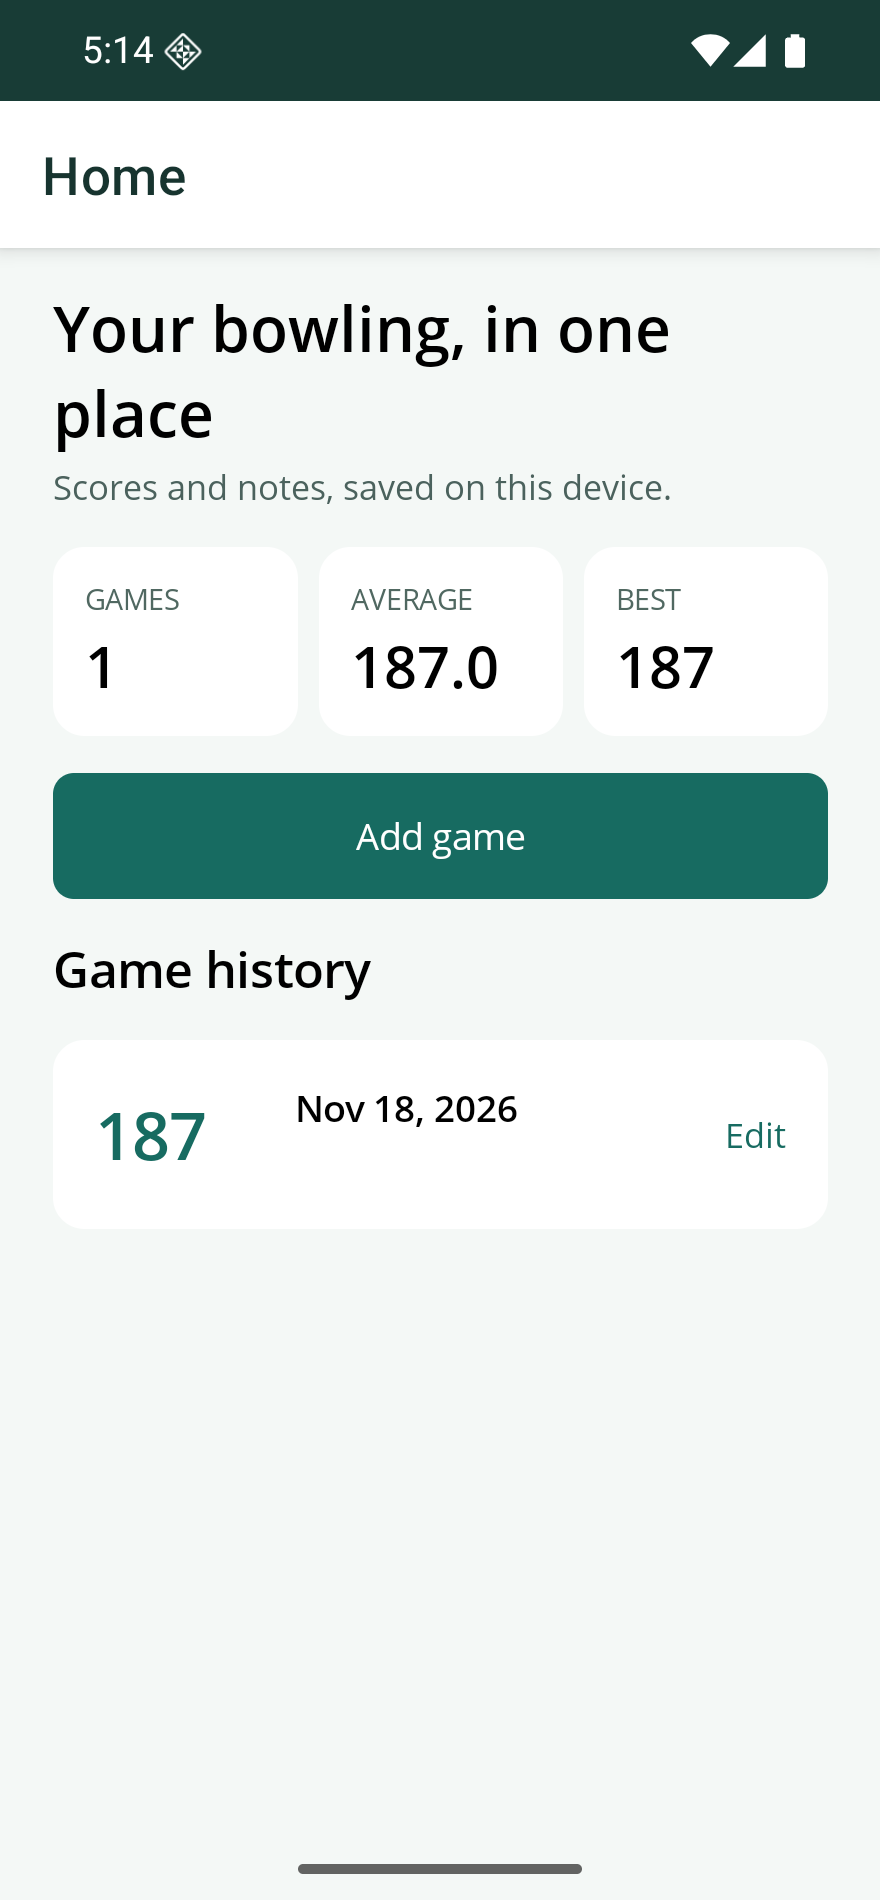 5:14
Home
Your bowling, in one
place
Scores and notes, saved on this device.
GAMES
1
AVERAGE
187.0
BEST
187
Add game
Game history
187
Nov 18, 2026
Edit